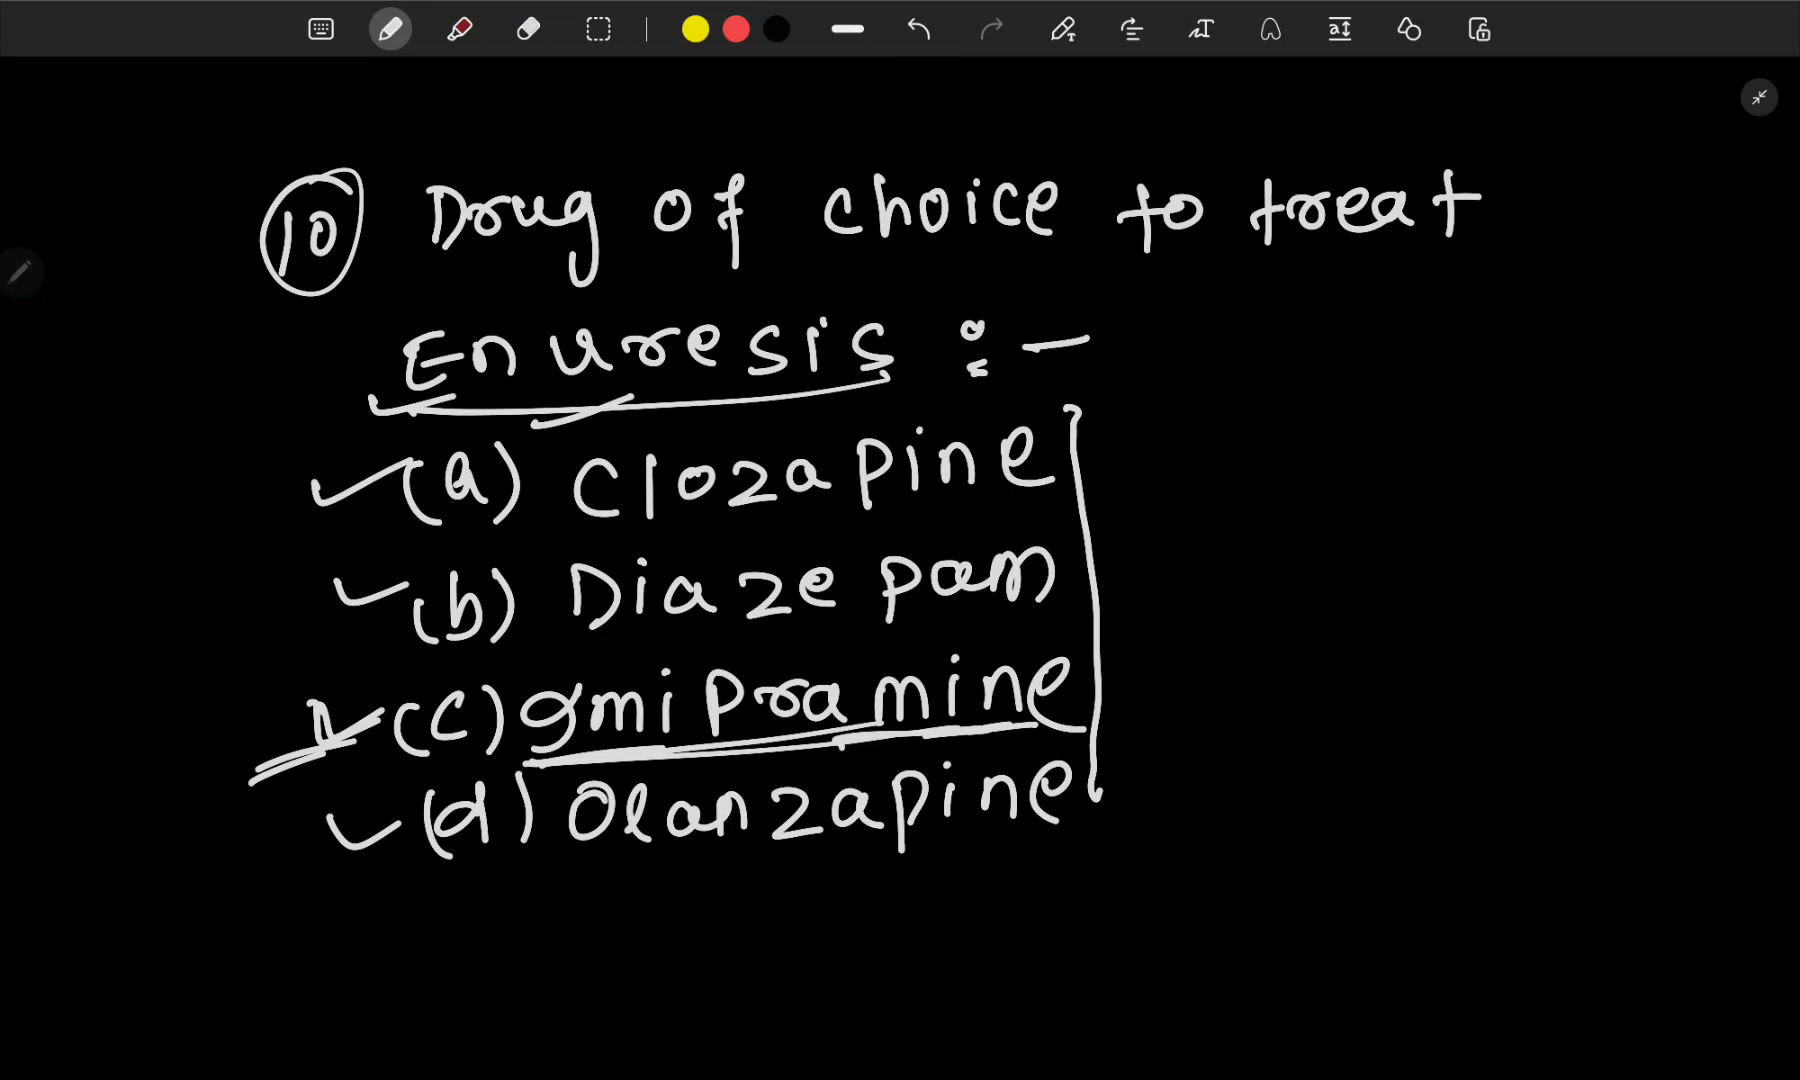 10 Drug of choice to treat
Enuresis :-
(a) Clozapine
(b) Diazepam
(c) Imipramine
(d) Olanzapine